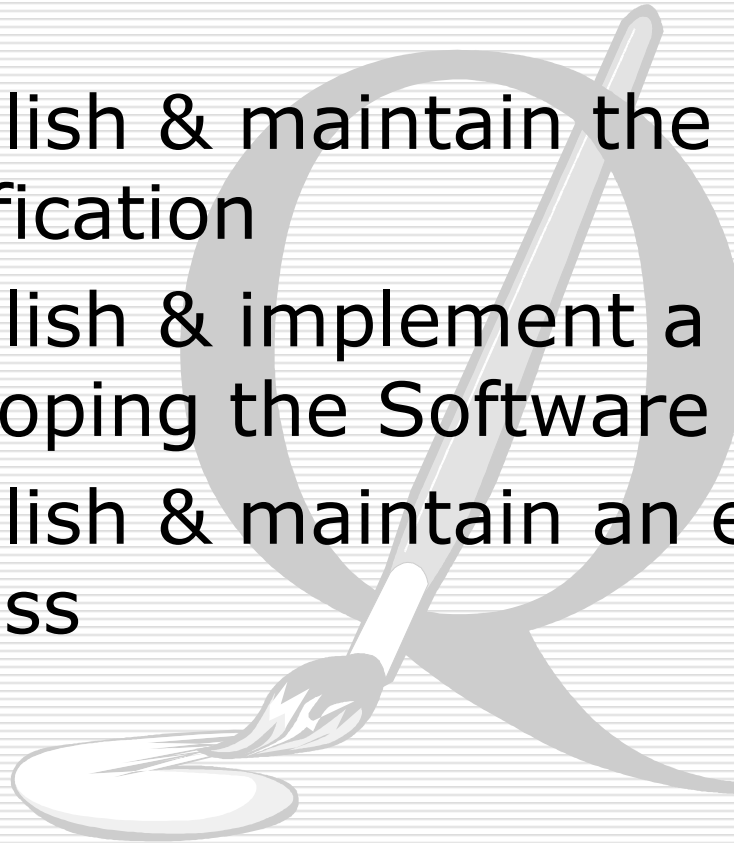 lish & maintain the
fication
lish & implement a
oping the Software
lish & maintain an e
ss